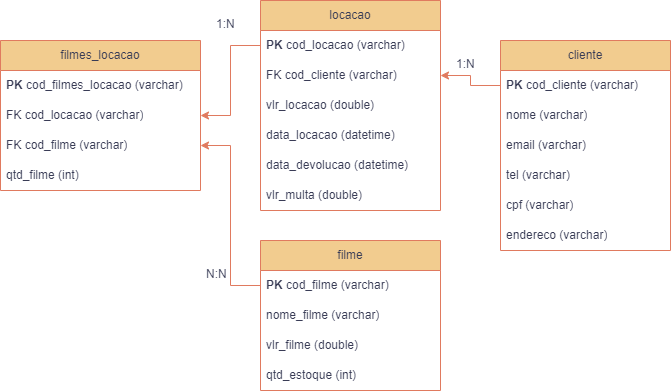 filmes_locacao
PK cod_filmes_locacao (varchar)
FK cod_locacao (varchar)
FK cod_filme (varchar)
qtd_filme (int)
1:N
locacao
PK cod_locacao (varchar)
FK cod_cliente (varchar)
vlr_locacao (double)
data_locacao (datetime)
data_devolucao (datetime)
vlr_multa (double)
1:N
cliente
PK cod_cliente (varchar)
nome (varchar)
email (varchar)
tel (varchar)
cpf (varchar)
endereco (varchar)
N:N
filme
PK cod_filme (varchar)
nome_filme (varchar)
vlr_filme (double)
qtd_estoque (int)